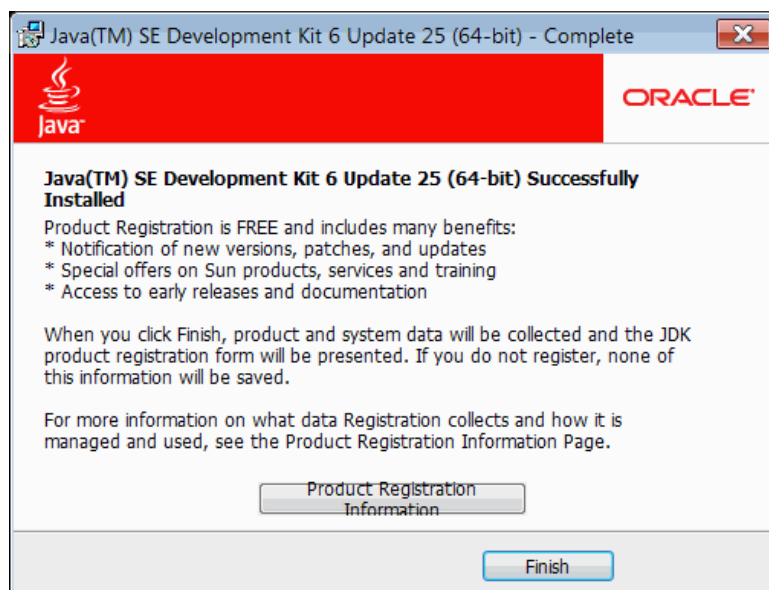 Java(TM) SE Development Kit 6 Update 25 (64-bit) - Complete
Java™
ORACLE®
Java(TM) SE Development Kit 6 Update 25 (64-bit) Successfully
Installed
Product Registration is FREE and includes many benefits:
* Notification of new versions, patches, and updates
* Special offers on Sun products, services and training
* Access to early releases and documentation
When you click Finish, product and system data will be collected and the JDK
product registration form will be presented. If you do not register, none of
this information will be saved.
For more information on what data Registration collects and how it is
managed and used, see the Product Registration Information Page.
Product Registration
Information
Finish